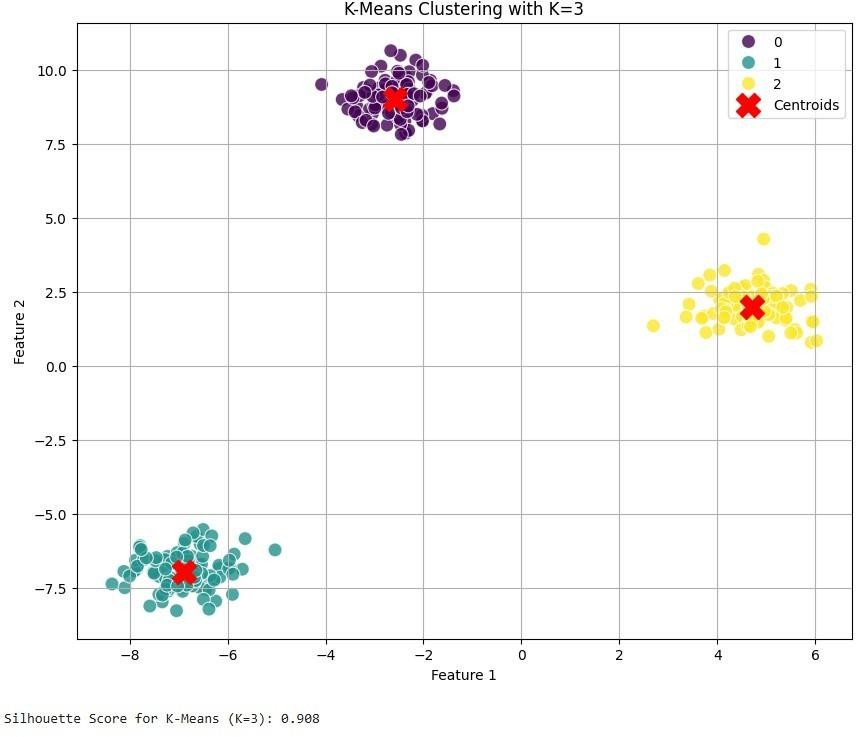 K-Means Clustering with K=3
0
1
2
Centroids
10.0
7.5
5.0
2.5
0.0
−2.5
−5.0
−7.5
Feature 2
−8 −6 −4 −2 0 2 4 6
Feature 1
Silhouette Score for K-Means (K=3): 0.908